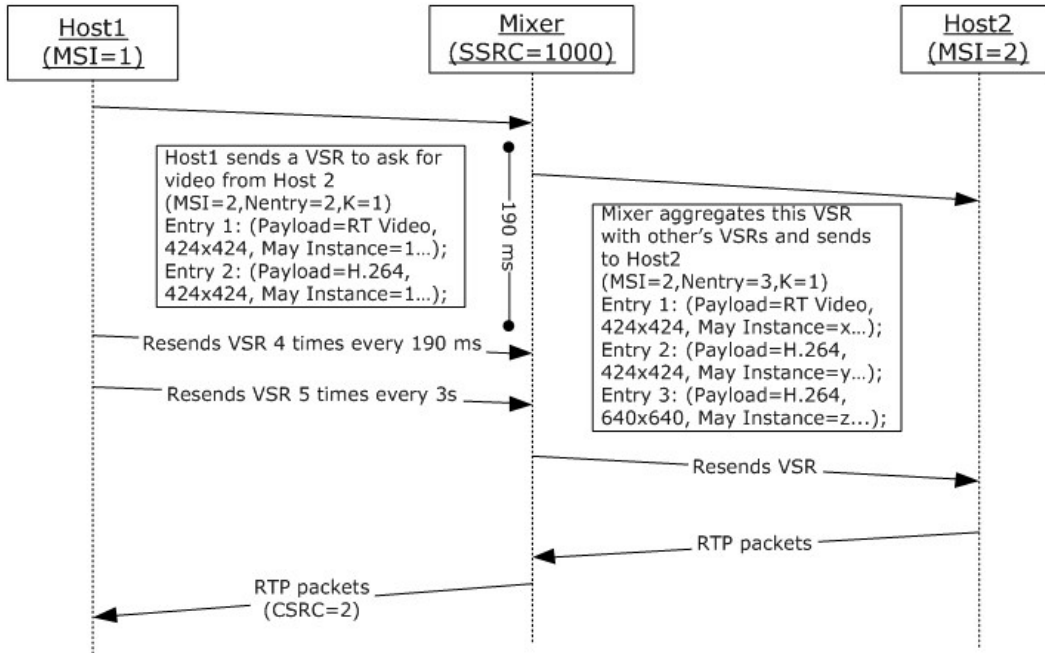 Host1
(MSI=1)
Mixer
(SSRC=1000)
Host2
(MSI=2)
Host1 sends a VSR to ask for
video from Host 2
(MSI=2,Nentry=2,K=1)
Entry 1: (Payload=RT Video,
424x424, May Instance=1...);
Entry 2: (Payload=H.264,
424x424, May Instance=1...);
190 ms
Mixer aggregates this VSR
with other's VSRs and sends
to Host2
(MSI=2,Nentry=3,K=1)
Entry 1: (Payload=RT Video,
424x424, May Instance=x...);
Entry 2: (Payload=H.264,
424x424, May Instance=y...);
Entry 3: (Payload=H.264,
640x640, May Instance=z...);
Resends VSR 4 times every 190 ms
Resends VSR 5 times every 3s
Resends VSR
RTP packets
RTP packets
(CSRC=2)